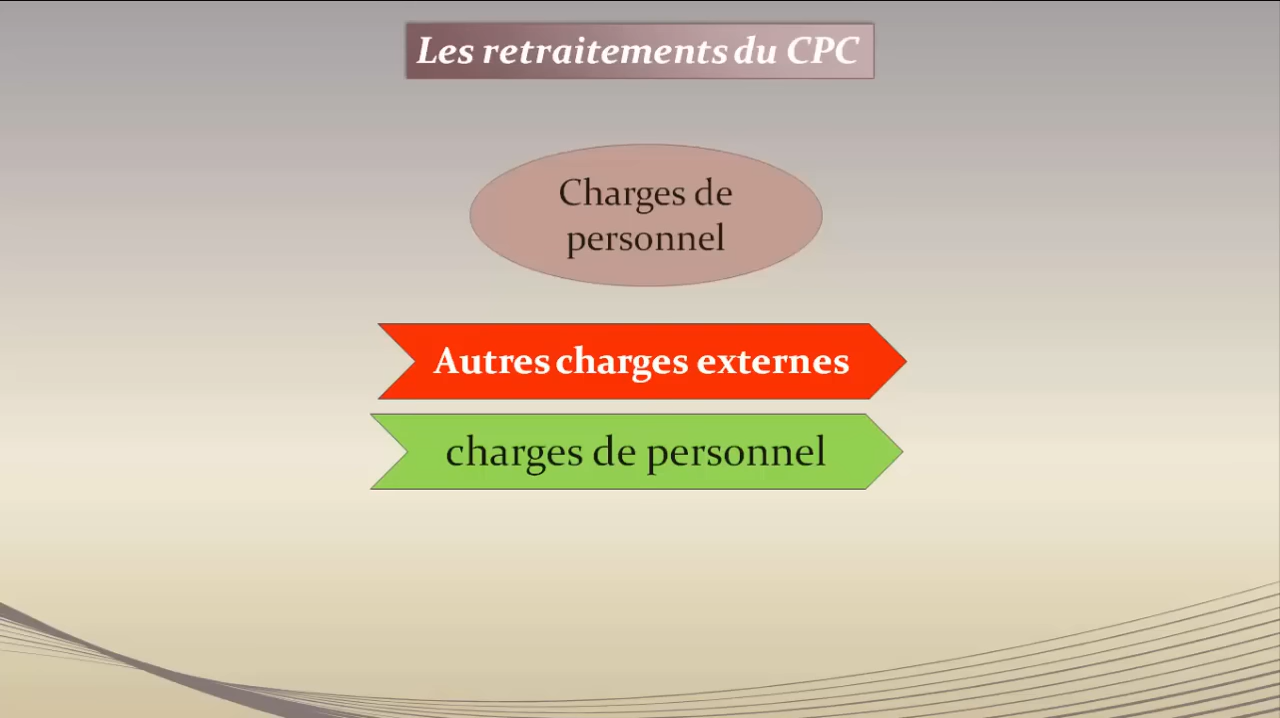 Les retraitements du CPC
Charges de
personnel
Autres charges externes
charges de personnel